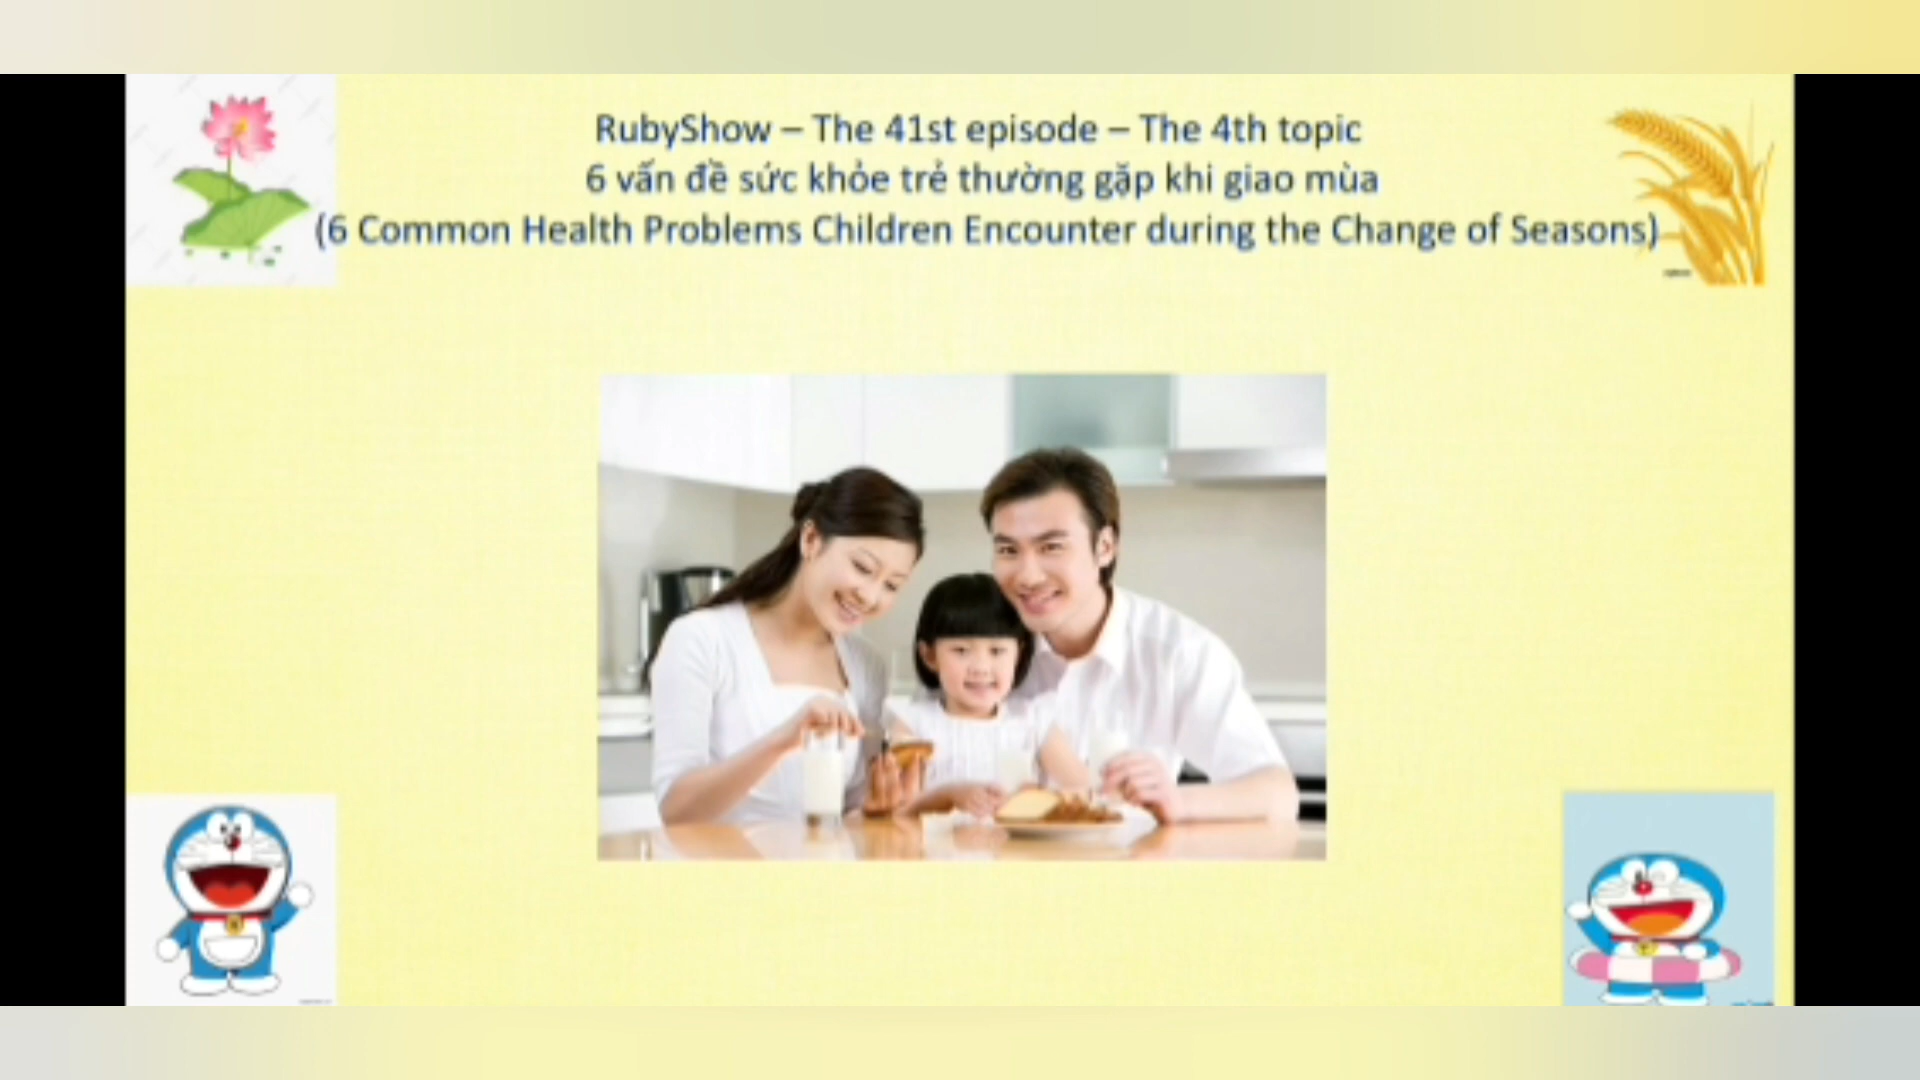 RubyShow – The 41st episode – The 4th topic
6 vấn đề sức khỏe trẻ thường gặp khi giao mùa
(6 Common Health Problems Children Encounter during the Change of Seasons)